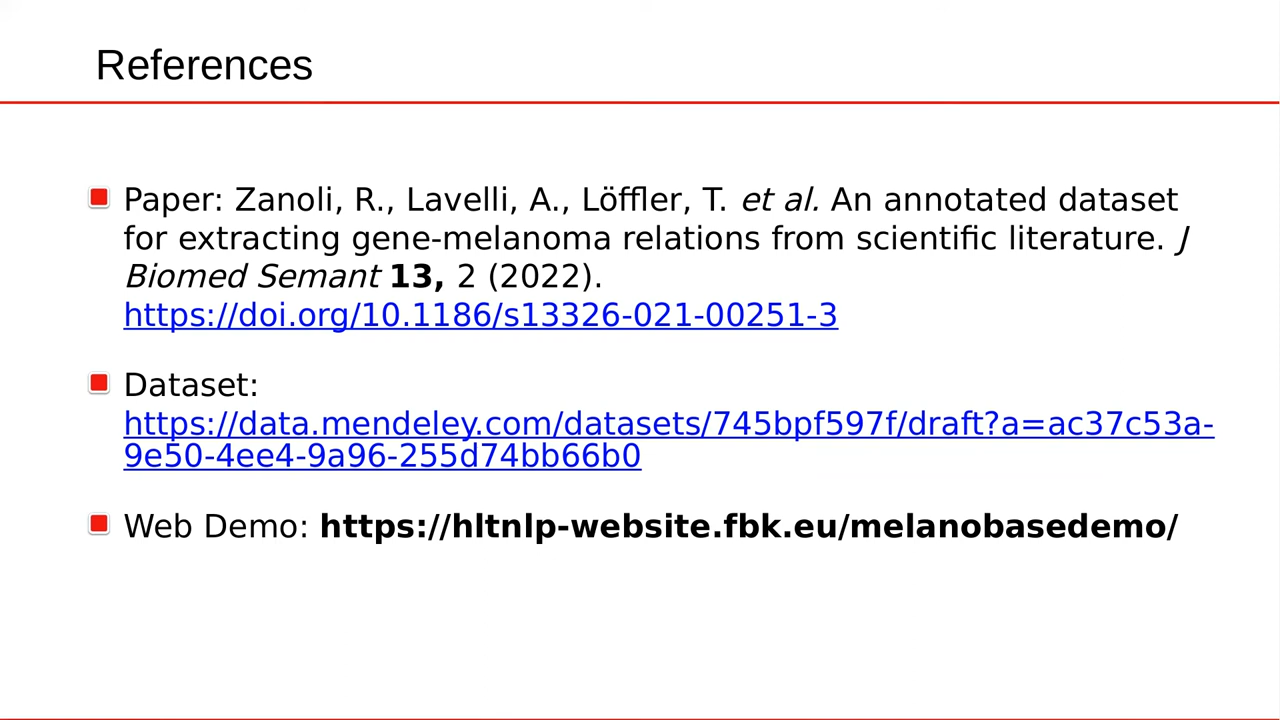 References
Paper: Zanoli, R., Lavelli, A., Löffler, T. et al. An annotated dataset
for extracting gene-melanoma relations from scientific literature. J
Biomed Semant 13, 2 (2022).
https://doi.org/10.1186/s13326-021-00251-3
Dataset:
https://data.mendeley.com/datasets/745bpf597f/draft?a=ac37c53a-
9e50-4ee4-9a96-255d74bb66b0
Web Demo: https://hltnlp-website.fbk.eu/melanobasedemo/